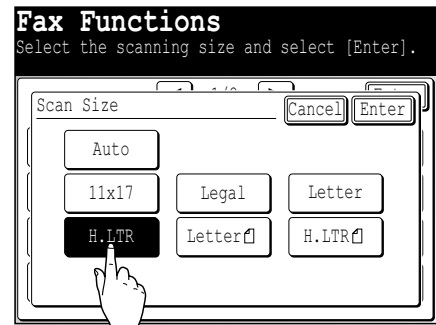 Fax Functions
Select the scanning size and select [Enter].
Scan Size
Cancel
Enter
Auto
11x17
Legal
Letter
H.LTR
Letter
H.LTR